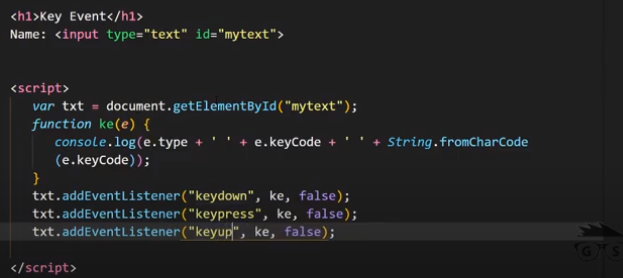 <h1>Key Event</h1>
Name: <input type="text" id="mytext">
<script>
var txt = document.getElementById("mytext");
function ke(e) {
console.log(e.type + ' ' + e.keyCode + ' ' + String.fromCharCode
(e.keyCode));
}
txt.addEventListener("keydown", ke, false);
txt.addEventListener("keypress", ke, false);
txt.addEventListener("keyup", ke, false);
</script>
G S